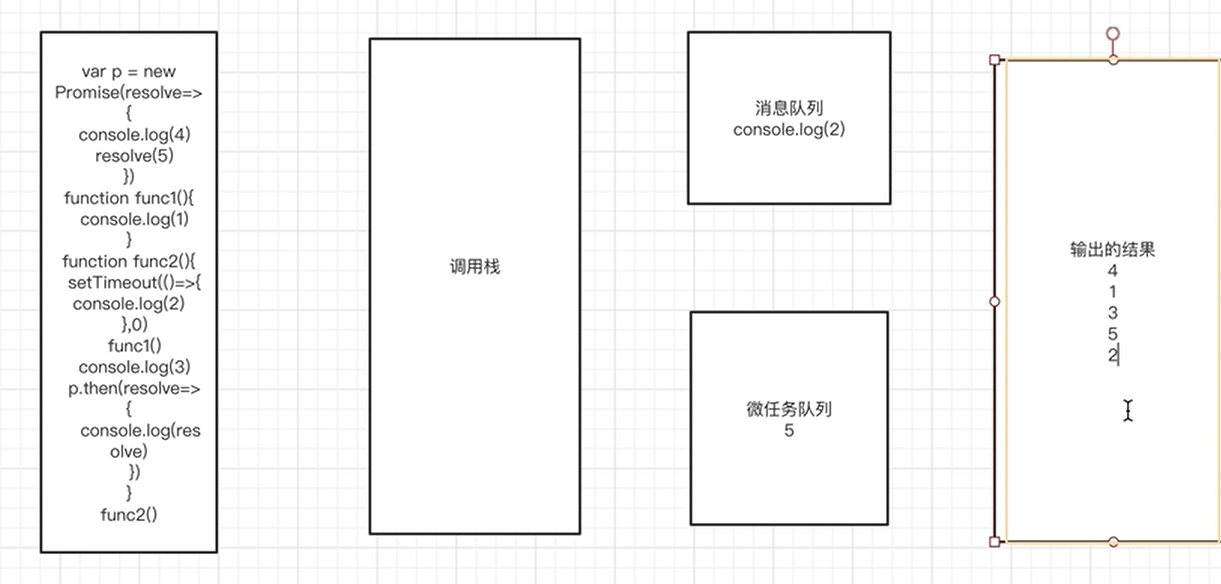 var p = new
Promise(resolve=>
{
console.log(4)
resolve(5)
})
function func1(){
console.log(1)
}
function func2(){
setTimeout(()=>{
console.log(2)
},0)
func1()
console.log(3)
p.then(resolve=>
{
console.log(res
olve)
})
}
func2()
调用栈
消息队列
console.log(2)
微任务队列
5
输出的结果
4
1
3
5
2